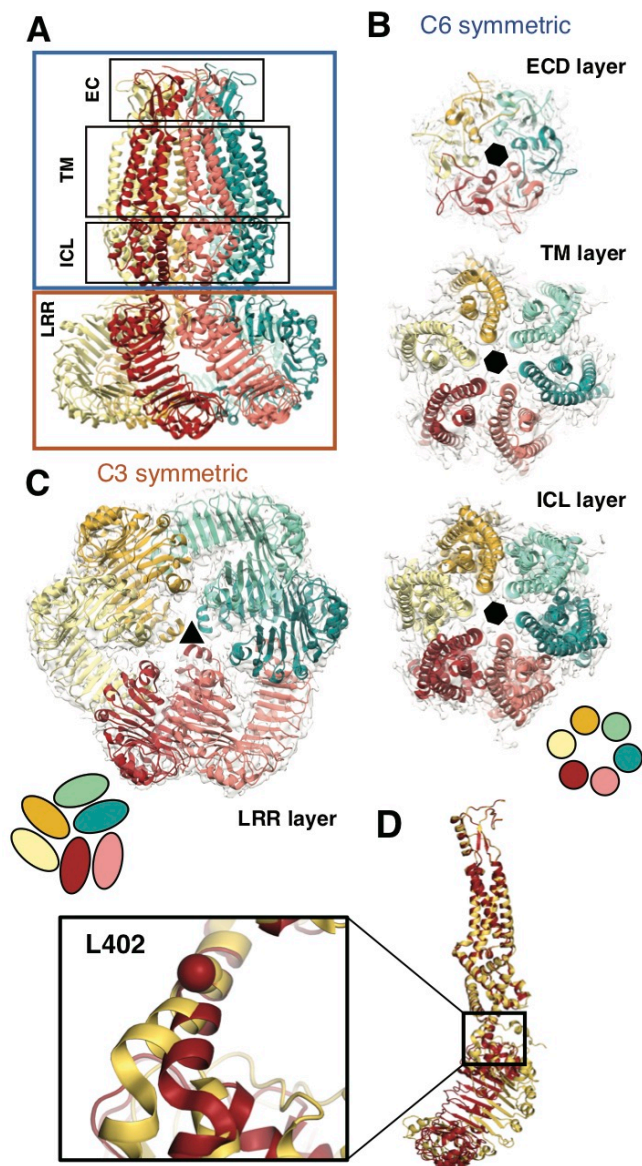 A
EC
TM
ICL
LRR
B
C6 symmetric
ECD layer
TM layer
ICL layer
C
C3 symmetric
LRR layer
D
L402